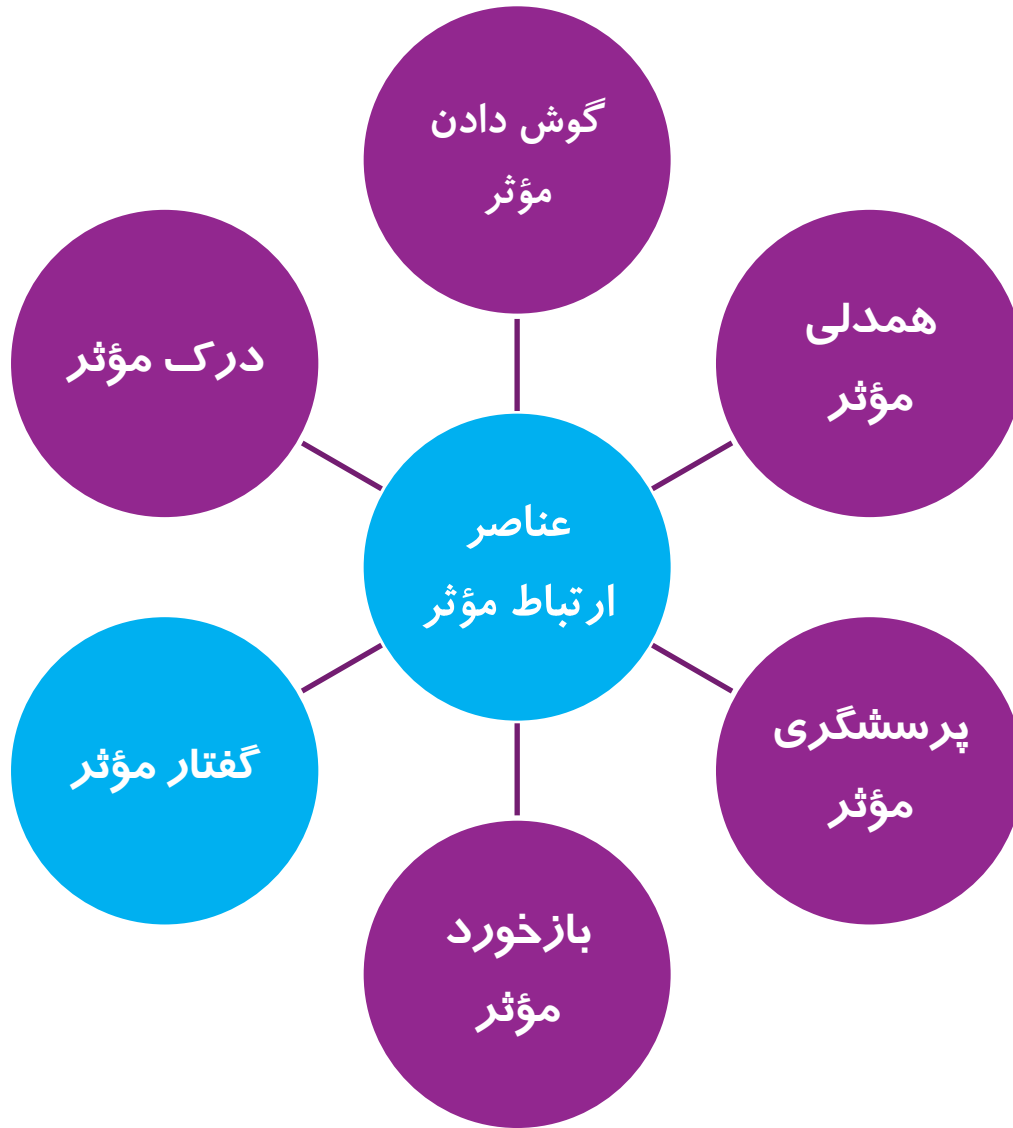 گوش دادن
مؤثر
همدلی
مؤثر
درک مؤثر
عناصر
ارتباط مؤثر
پرسشگری
مؤثر
گفتار مؤثر
بازخورد
مؤثر